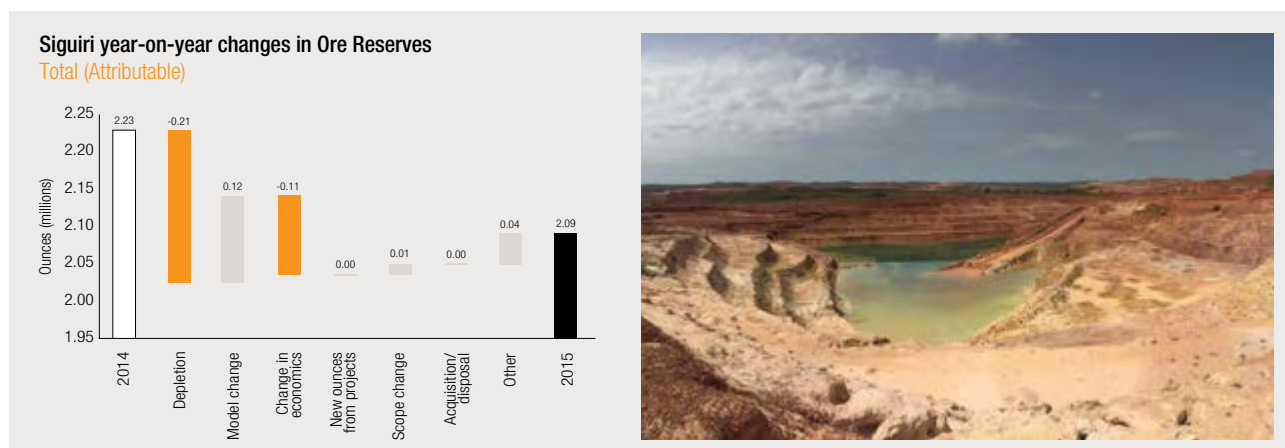 Siguiri year-on-year changes in Ore Reserves
Total (Attributable)
Ounces (millions)
2.25
2.20
2.15
2.10
2.05
2.00
1.95
2.23
-0.21
0.12
-0.11
0.00
0.01
0.00
0.04
2.09
2014
Depletion
Model change
Change in
economics
New ounces
from projects
Scope change
Acquisition/
disposal
Other
2015